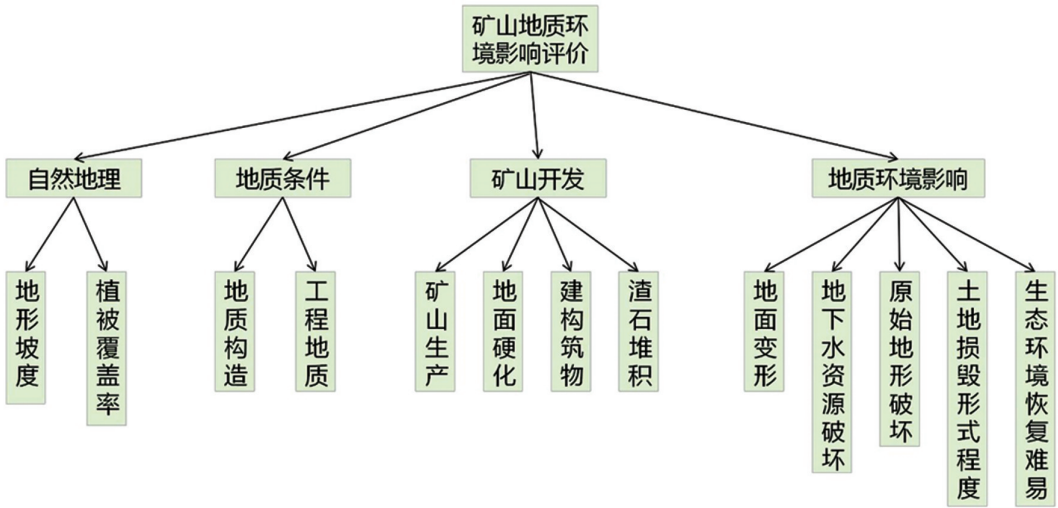 矿山地质环
境影响评价
自然地理
地质条件
矿山开发
地质环境影响
地形坡度
植被覆盖率
地质构造
工程地质
矿山生产
地面硬化
建构筑物
渣石堆积
地面变形
地下水资源破坏
原始地形破坏
土地损毁形式程度
生态环境恢复难易